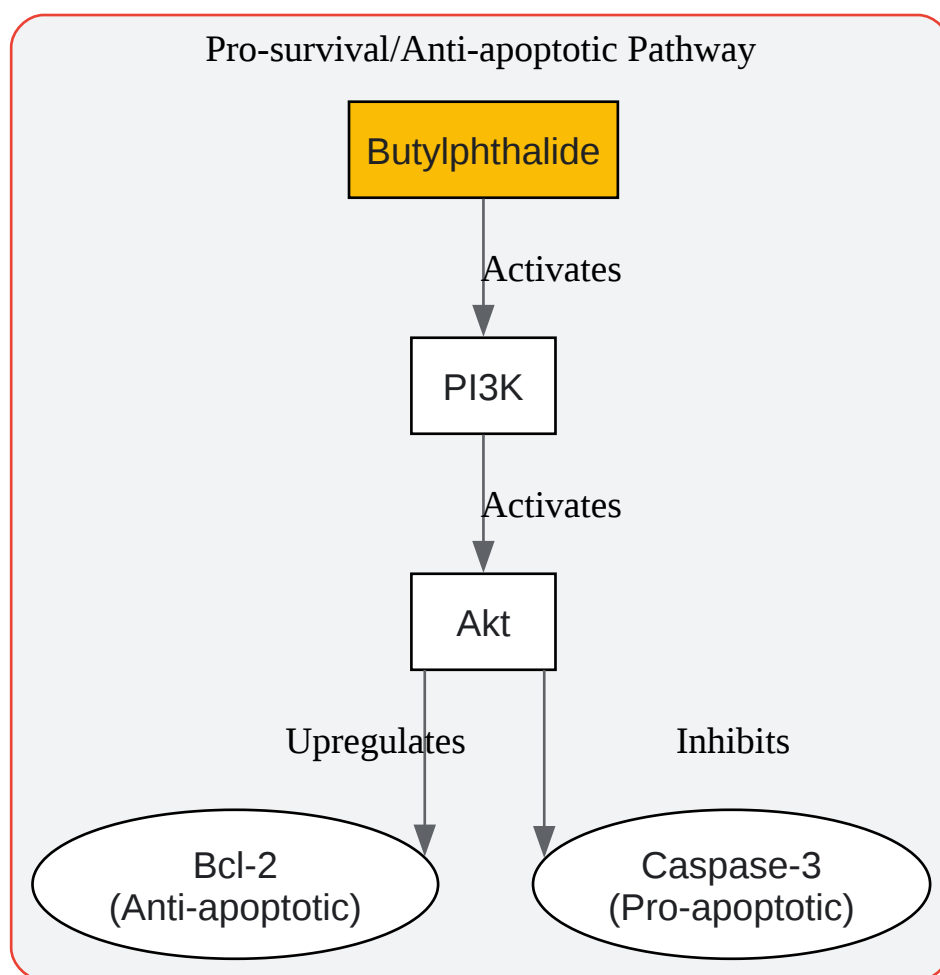 Pro-survival/Anti-apoptotic Pathway
Butylphthalide
Activates
PI3K
Activates
Akt
Upregulates
Inhibits
Bcl-2
(Anti-apoptotic)
Caspase-3
(Pro-apoptotic)